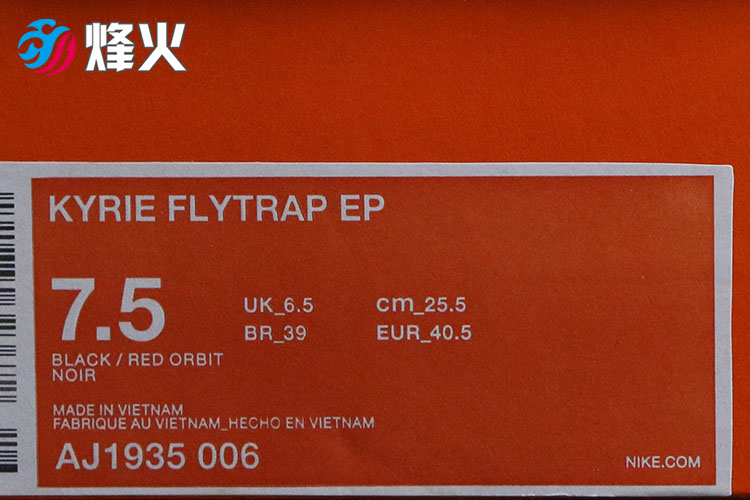 烽火
KYRIE FLYTRAP EP
7.5
UK_6.5 cm_25.5
BR_39 EUR_40.5
BLACK / RED ORBIT
NOIR
MADE IN VIETNAM
FABRIQUE AU VIETNAM_HECHO EN VIETNAM
AJ1935 006
NIKE.COM